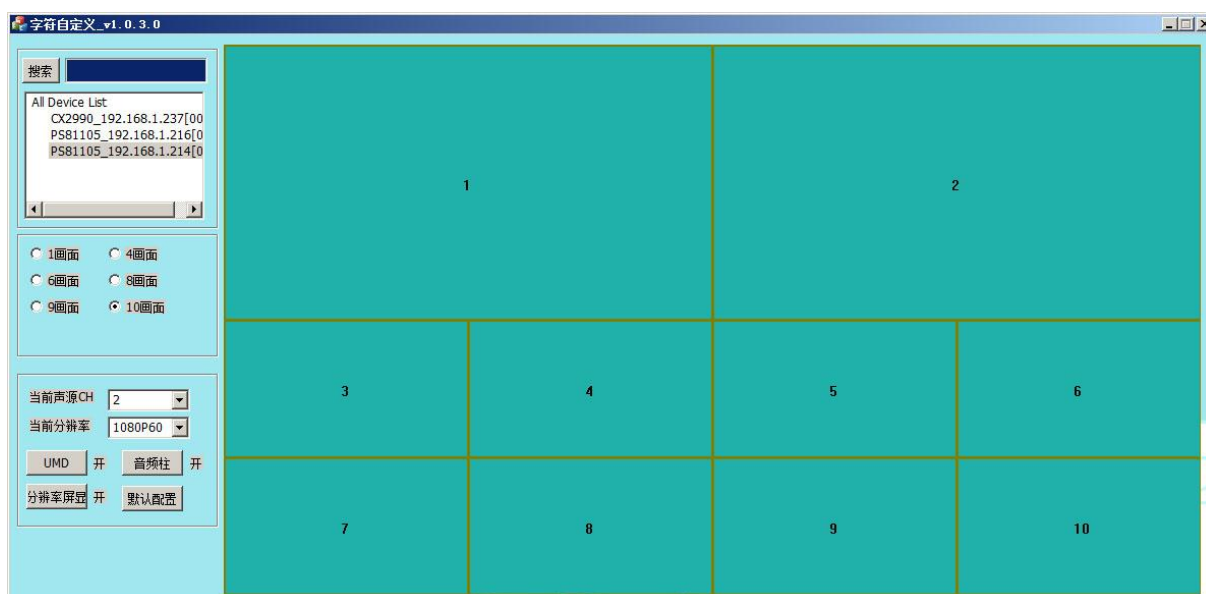 字符自定义_v1.0.3.0
搜索
All Device List
CX2990_192.168.1.237[00
PS81105_192.168.1.216[0
PS81105_192.168.1.214[0
1画面 4画面
6画面 8画面
9画面 10画面
当前声源CH 2
当前分辨率 1080P60
UMD 开 音频柱 开
分辨率屏显 开 默认配置
1 2
3 4 5 6
7 8 9 10